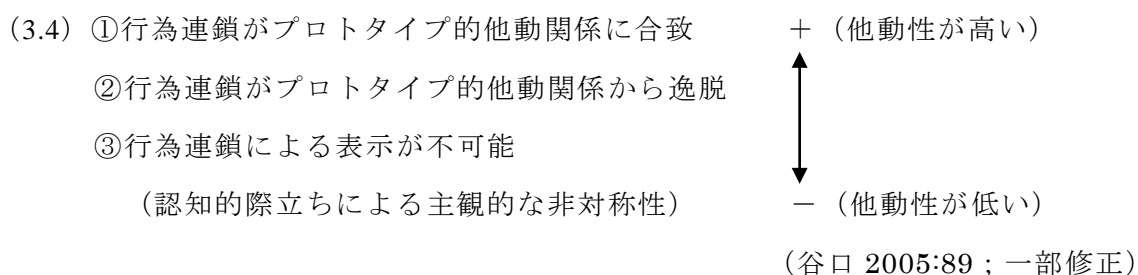 (3.4) ①行為連鎖がプロトタイプ的他動関係に合致 ＋（他動性が高い）
②行為連鎖がプロトタイプ的他動関係から逸脱
③行為連鎖による表示が不可能
（認知的際立ちによる主観的な非対称性） －（他動性が低い）
（谷口 2005:89；一部修正）